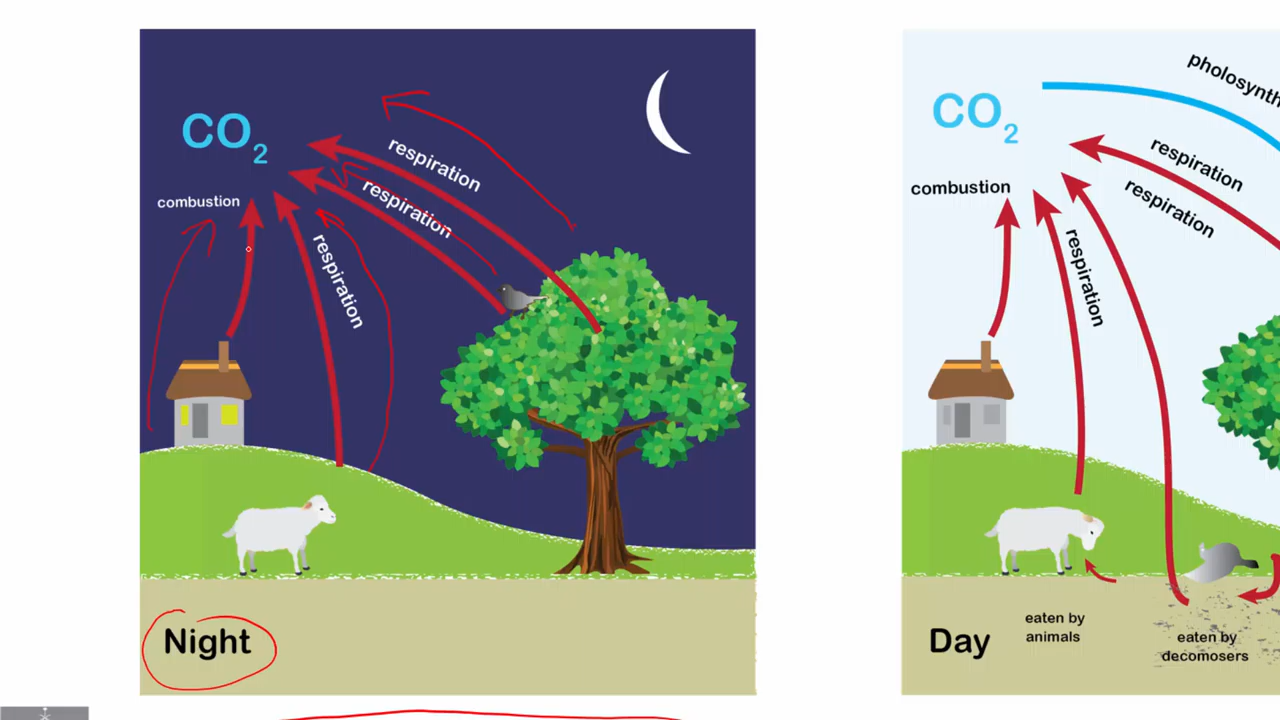 CO2
combustion
respiration
respiration
respiration
Night
pholosynth
CO2
combustion
respiration
respiration
respiration
eaten by
animals
eaten by
decomosers
Day